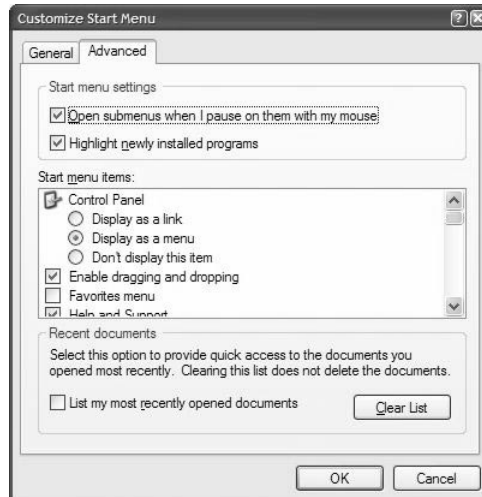 Customize Start Menu
General Advanced
Start menu settings
Open submenus when I pause on them with my mouse
Highlight newly installed programs
Start menu items:
Control Panel
Display as a link
Display as a menu
Don't display this item
Enable dragging and dropping
Favorites menu
Help and Support
Recent documents
Select this option to provide quick access to the documents you
opened most recently. Clearing this list does not delete the documents.
List my most recently opened documents
Clear List
OK Cancel